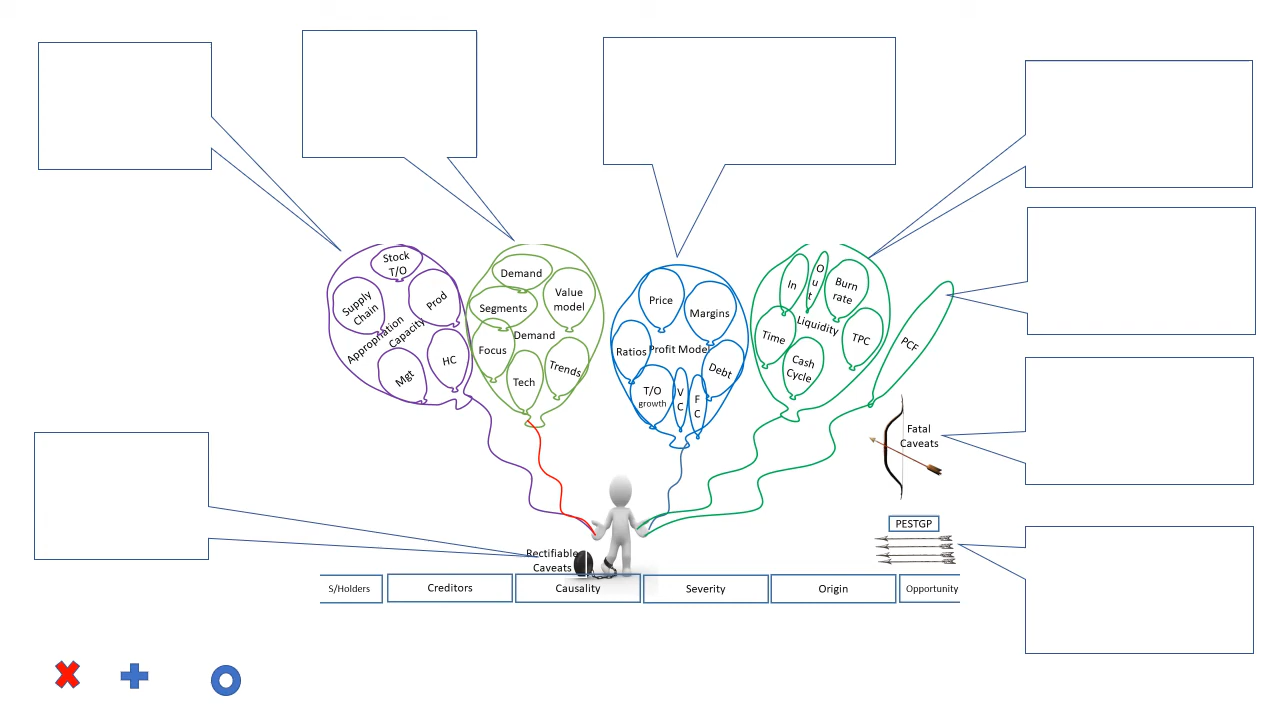 Stock
T/O
Supply
Chain
Prod
Appropriation
Capacity
HC
Mgt
Demand
Value
model
Segments
Demand
Focus
Tech
Trends
Price
Margins
Ratios
Profit Model
Debt
T/O
growth
V
C
F
C
In
O
u
t
Burn
rate
Liquidity
Time
TPC
Cash
Cycle
PCF
Fatal
Caveats
PESTGP
Rectifiable
Caveats
S/Holders
Creditors
Causality
Severity
Origin
Opportunity